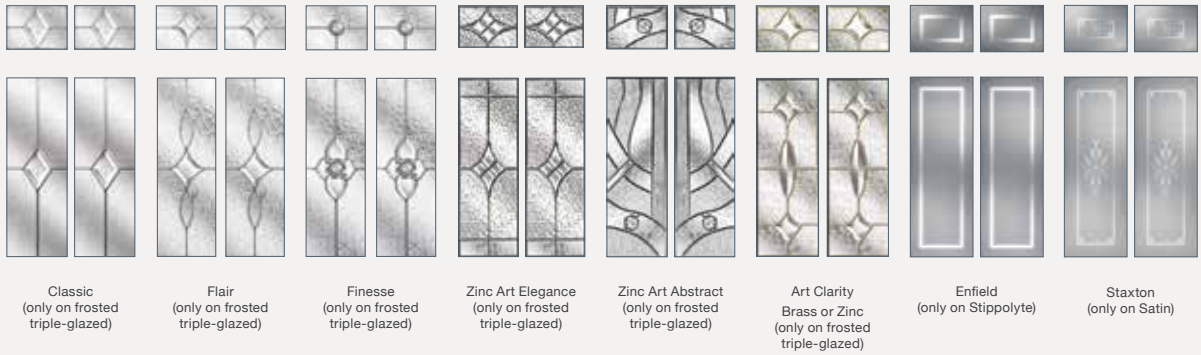 Classic
(only on frosted
triple-glazed)
Flair
(only on frosted
triple-glazed)
Finesse
(only on frosted
triple-glazed)
Zinc Art Elegance
(only on frosted
triple-glazed)
Zinc Art Abstract
(only on frosted
triple-glazed)
Art Clarity
Brass or Zinc
(only on frosted
triple-glazed)
Enfield
(only on Stippolyte)
Staxton
(only on Satin)